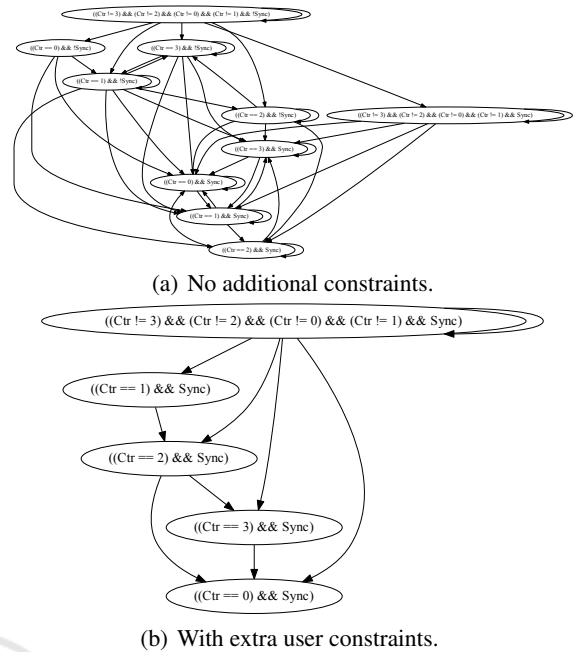 ((Ctr != 3) && (Ctr != 2) && (Ctr != 0) && (Ctr != 1) && !Sync)
((Ctr == 0) && !Sync)
((Ctr == 3) && !Sync)
((Ctr == 1) && !Sync)
((Ctr == 2) && !Sync)
((Ctr != 3) && (Ctr != 2) && (Ctr != 0) && (Ctr != 1) && Sync)
((Ctr == 3) && Sync)
((Ctr == 0) && Sync)
((Ctr == 1) && Sync)
((Ctr == 2) && Sync)
(a) No additional constraints.
((Ctr != 3) && (Ctr != 2) && (Ctr != 0) && (Ctr != 1) && Sync)
((Ctr == 1) && Sync)
((Ctr == 2) && Sync)
((Ctr == 3) && Sync)
((Ctr == 0) && Sync)
(b) With extra user constraints.